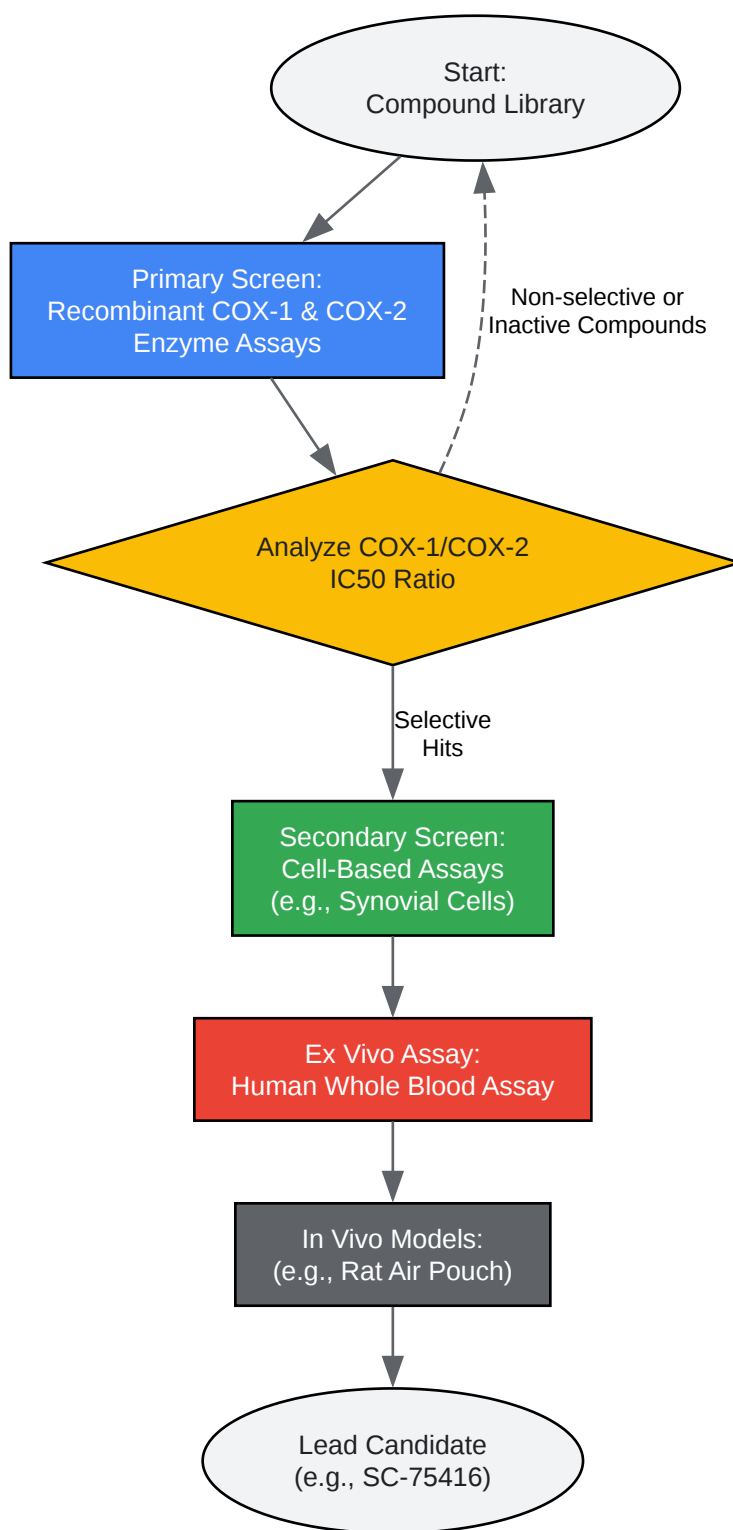 Start:
Compound Library
Primary Screen:
Recombinant COX-1 & COX-2
Enzyme Assays
Non-selective or
Inactive Compounds
Analyze COX-1/COX-2
IC50 Ratio
Selective
Hits
Secondary Screen:
Cell-Based Assays
(e.g., Synovial Cells)
Ex Vivo Assay:
Human Whole Blood Assay
In Vivo Models:
(e.g., Rat Air Pouch)
Lead Candidate
(e.g., SC-75416)